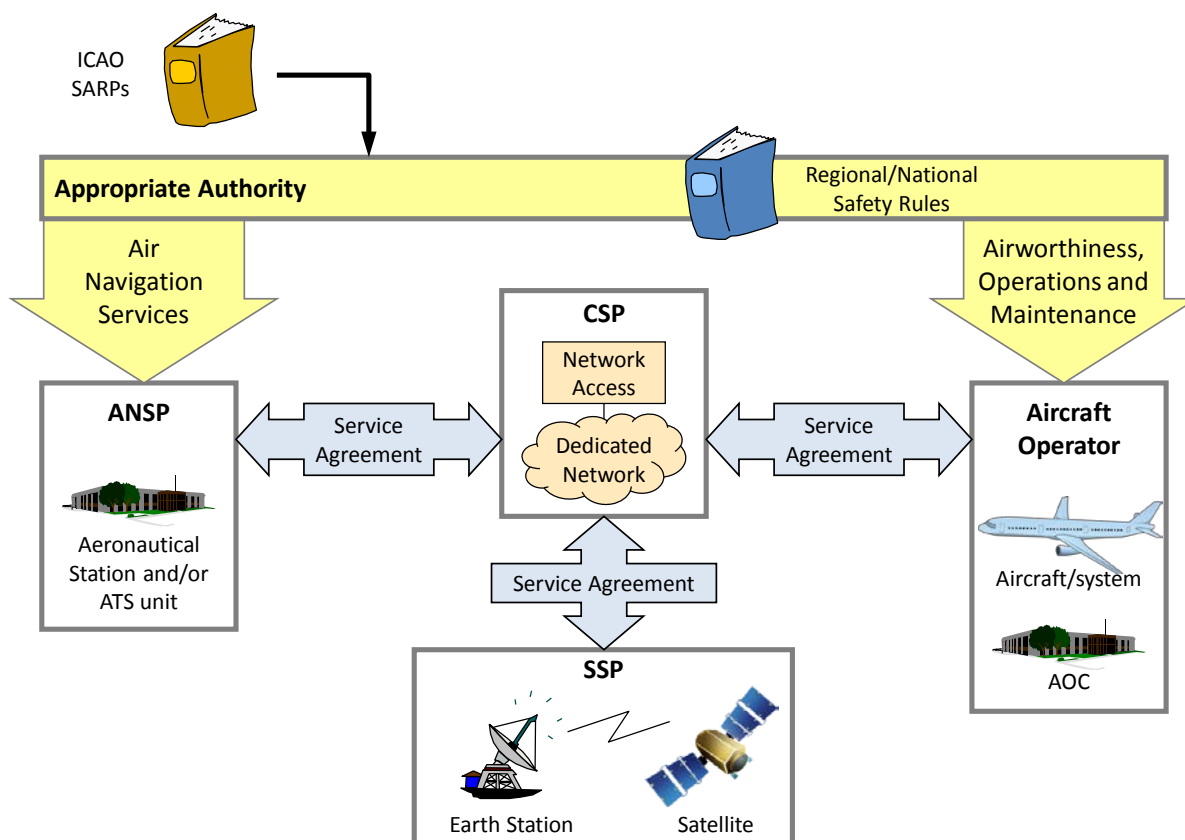 ICAO
SARPs
Appropriate Authority
Regional/National
Safety Rules
Air
Navigation
Services
Airworthiness,
Operations and
Maintenance
CSP
Network
Access
Dedicated
Network
ANSP
Aeronautical
Station and/or
ATS unit
Service
Agreement
Service
Agreement
Aircraft
Operator
Aircraft/system
AOC
Service Agreement
SSP
Earth Station
Satellite